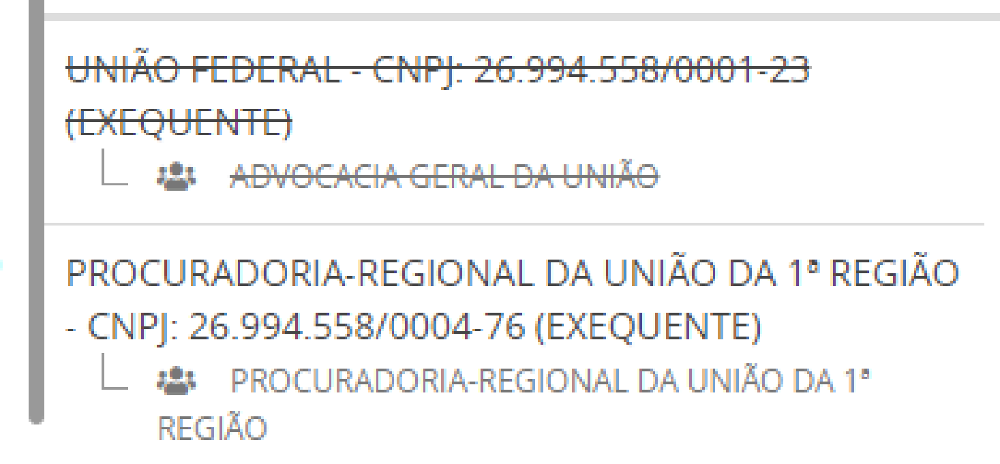 UNIÃO FEDERAL - CNPJ: 26.994.558/0001-23
(EXEQUENTE)
ADVOCACIA GERAL DA UNIÃO
PROCURADORIA-REGIONAL DA UNIÃO DA 1ª REGIÃO
- CNPJ: 26.994.558/0004-76 (EXEQUENTE)
PROCURADORIA-REGIONAL DA UNIÃO DA 1ª
REGIÃO